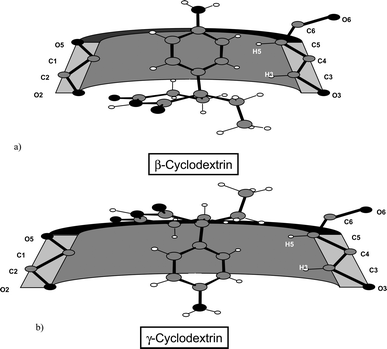 O6
C6
O5
C5
H5
C1
C4
C2
H3
C3
O2
O3
a)
β-Cyclodextrin
O6
C6
O5
C5
H5
C1
C2
H3
C3
O2
O3
b)
γ-Cyclodextrin